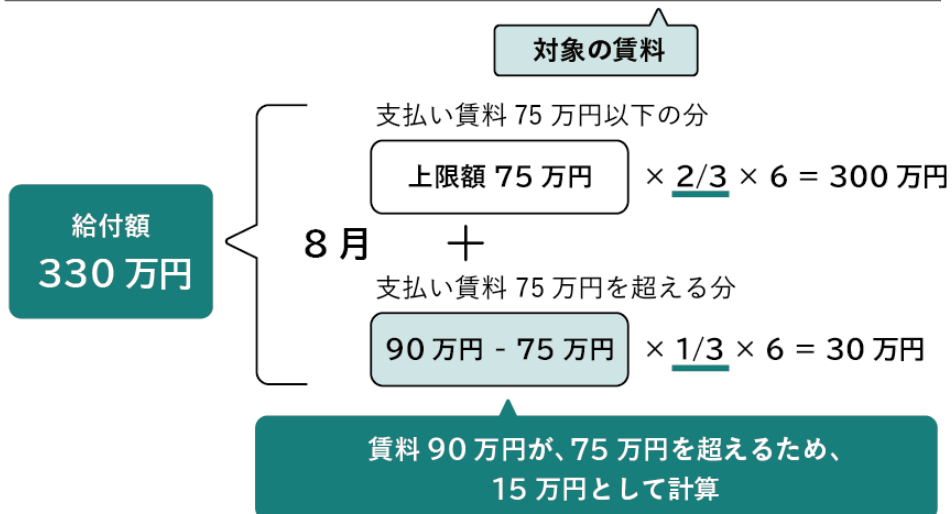 対象の賃料
支払い賃料 75 万円以下の分
上限額 75 万円 × 2/3 × 6 = 300 万円
給付額
330 万円
8 月 +
支払い賃料 75 万円を超える分
90 万円 - 75 万円 × 1/3 × 6 = 30 万円
賃料 90 万円が、75 万円を超えるため、
15 万円として計算